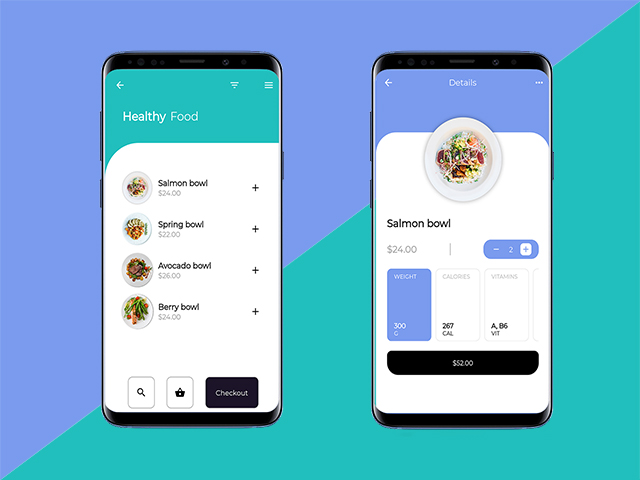 Healthy Food
Salmon bowl
$24.00
Spring bowl
$22.00
Avocado bowl
$26.00
Berry bowl
$24.00
Checkout
Details
Salmon bowl
$24.00
2
WEIGHT
300
G
CALORIES
267
CAL
VITAMINS
A, B6
VIT
$52.00